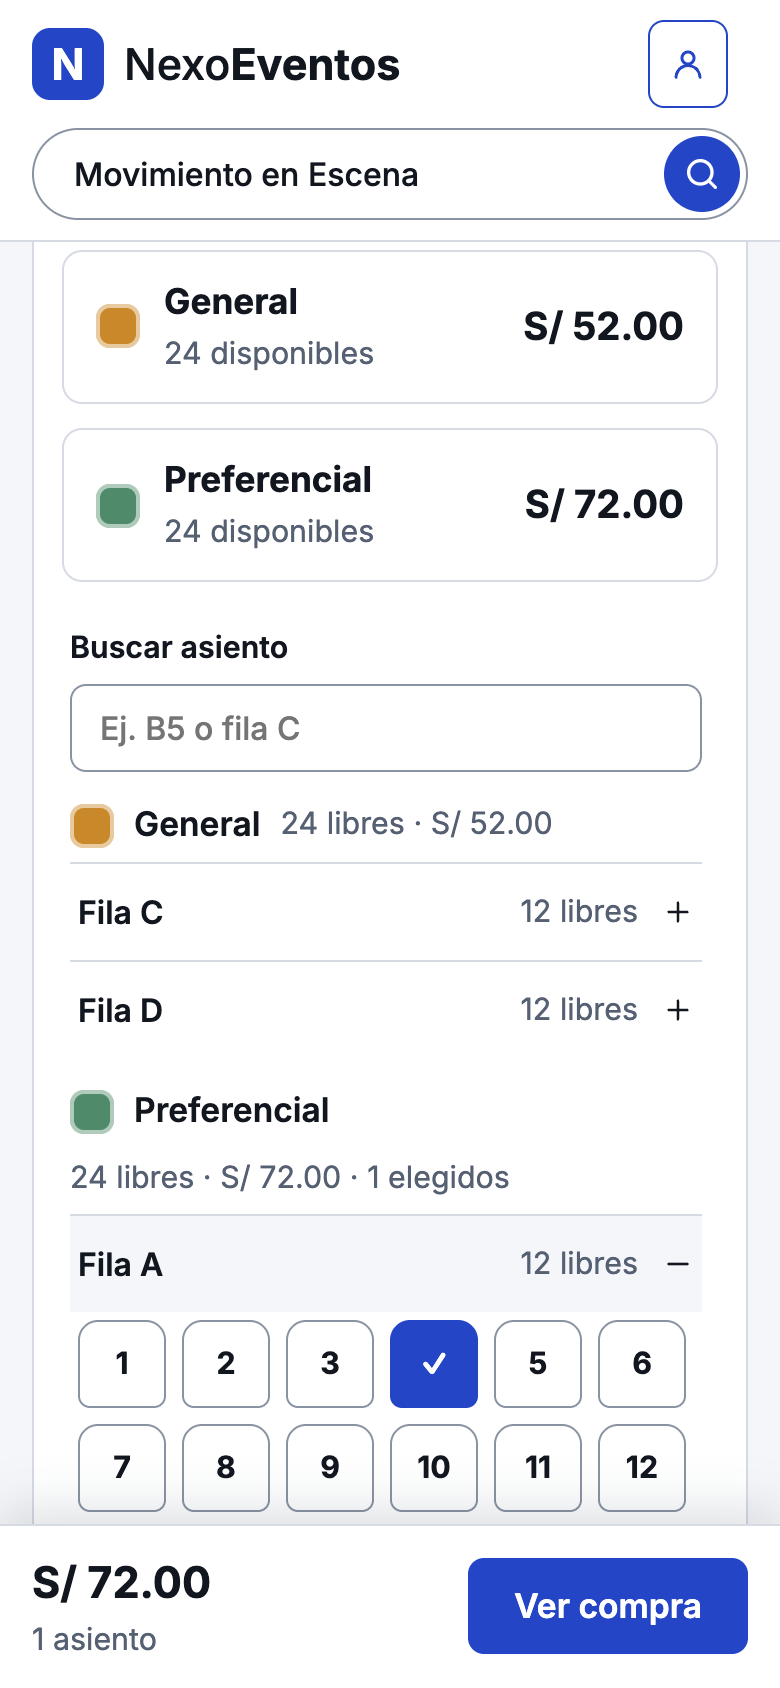 N NexoEventos
Movimiento en Escena
General
24 disponibles
S/ 52.00
Preferencial
24 disponibles
S/ 72.00
Buscar asiento
Ej. B5 o fila C
General 24 libres · S/ 52.00
Fila C 12 libres +
Fila D 12 libres +
Preferencial
24 libres · S/ 72.00 · 1 elegidos
Fila A 12 libres −
1 2 3 ✓ 5 6
7 8 9 10 11 12
S/ 72.00
1 asiento
Ver compra